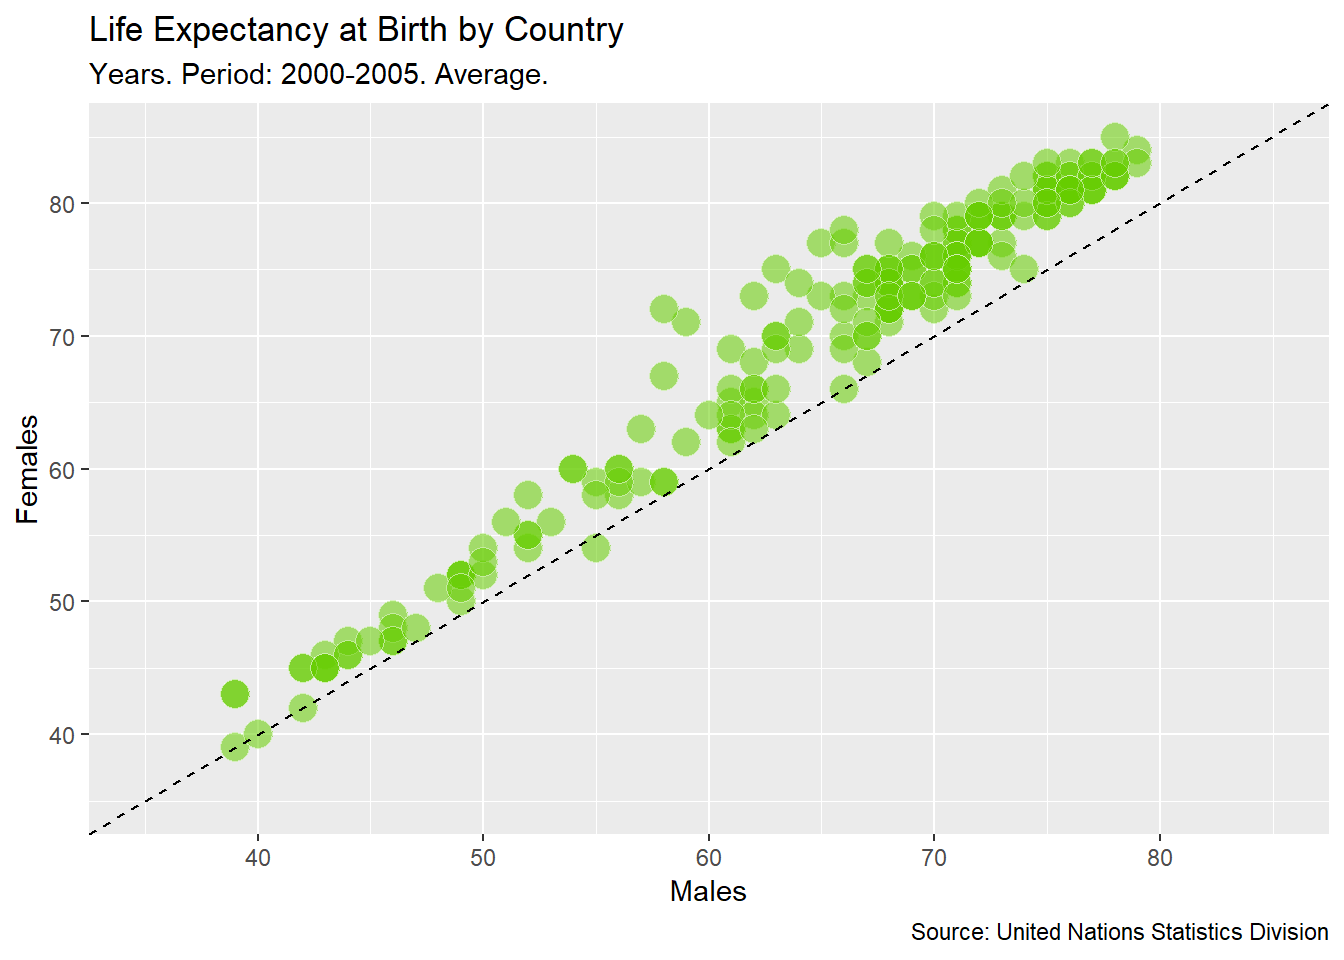 Life Expectancy at Birth by Country
Years. Period: 2000-2005. Average.
80
70
60
50
40
Females
40 50 60 70 80
Males
Source: United Nations Statistics Division